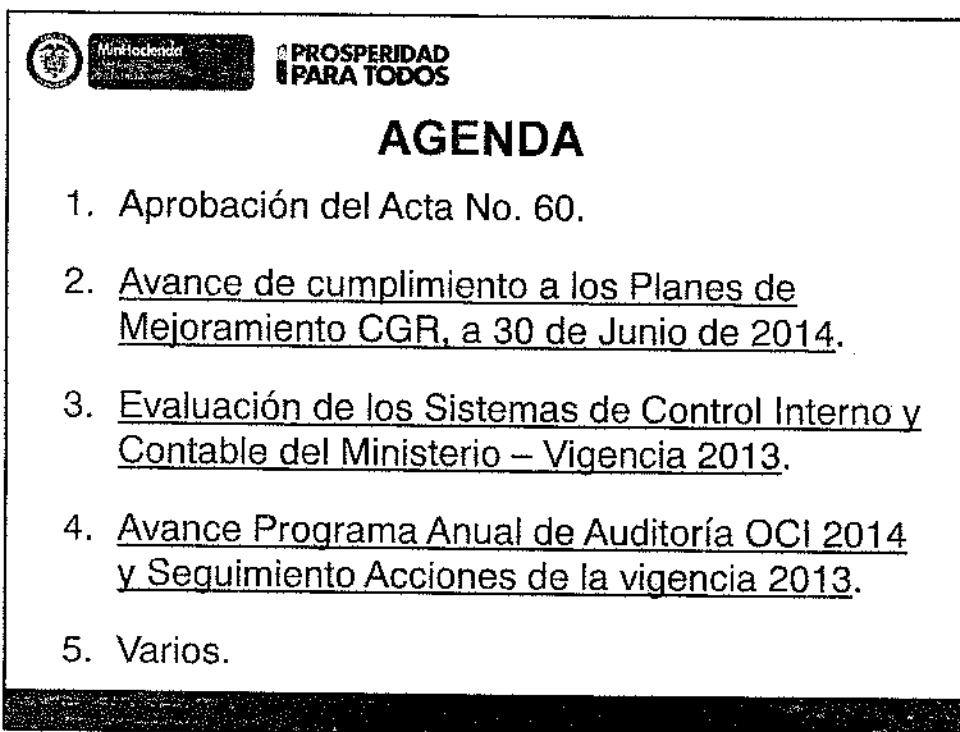 MinHacienda
PROSPERIDAD
PARA TODOS
AGENDA
1. Aprobación del Acta No. 60.
2. Avance de cumplimiento a los Planes de
Mejoramiento CGR, a 30 de Junio de 2014.
3. Evaluación de los Sistemas de Control Interno y
Contable del Ministerio – Vigencia 2013.
4. Avance Programa Anual de Auditoría OCI 2014
y Seguimiento Acciones de la vigencia 2013.
5. Varios.